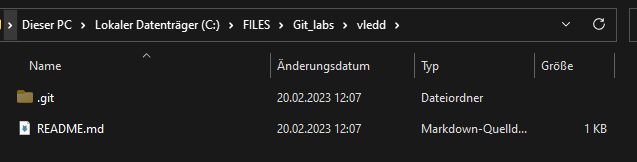 Dieser PC > Lokaler Datenträger (C:) > FILES > Git_labs > vledd >
Name Änderungsdatum Typ Größe
.git 20.02.2023 12:07 Dateiordner
README.md 20.02.2023 12:07 Markdown-Quelld... 1 KB